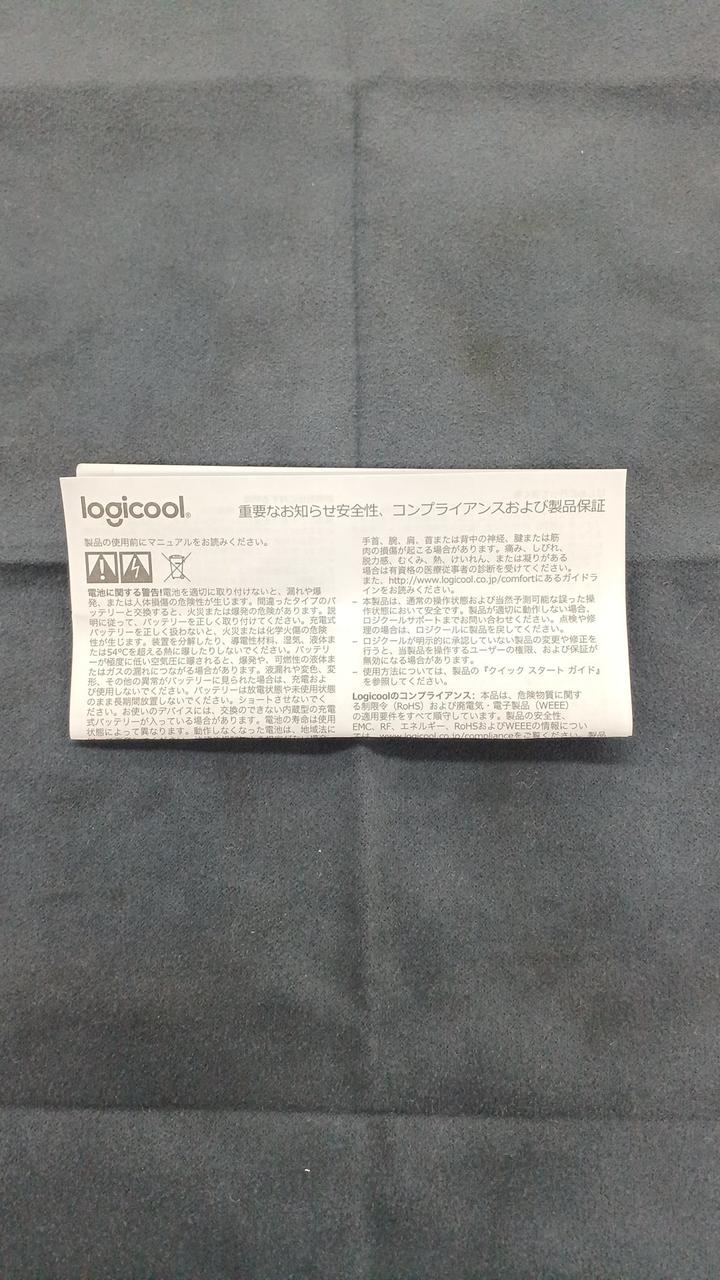 logicool®
重要なお知らせ安全性、コンプライアンスおよび製品保証
製品の使用前にマニュアルをお読みください。
電池に関する警告!電池を適切に取り付けないと、漏れや爆
発、または人体損傷の危険性が生じます。間違ったタイプのバ
ッテリーと交換すると、火災または爆発の危険があります。説
明に従って、バッテリーを正しく取り付けてください。充電式
バッテリーを正しく扱わないと、火災または化学火傷の危険
性が生じます。装置を分解したり、導電性材料、湿気、液体ま
たは54°Cを超える熱に曝したりしないでください。バッテリ
ーが極度に低い空気圧に曝されると、爆発や、可燃性の液体ま
たはガスの漏れにつながる場合があります。液漏れや変色、変
形、その他の異常がバッテリーに見られた場合は、充電およ
び使用しないでください。バッテリーは放電状態や未使用状態
のまま長期間放置しないでください。ショートさせないでく
ださい。お使いのデバイスには、交換のできない内蔵型の充電
式バッテリーが入っている場合があります。電池の寿命は使用
状態によって異なります。動作しなくなった電池は、地域法に
手首、腕、肩、首または背中の神経、腱または筋
肉の損傷が起こる場合があります。痛み、しびれ、
脱力感、むくみ、熱、けいれん、または凝りがある
場合は有資格の医療従事者の診断を受けてください。
また、http://www.logicool.co.jp/comfortにあるガイドラ
インをお読みください。
– 本製品は、通常の操作状態および当然予測可能な誤った操
作状態において安全です。製品が適切に動作しない場合、
ロジクールサポートまでお問い合わせください。点検や修
理の場合は、ロジクールに製品を戻してください。
– ロジクールが明示的に承認していない製品の変更や修正を
行うと、当製品を操作するユーザーの権限、および保証が
無効になる場合があります。
– 使用方法については、製品の『クイック スタート ガイド』
を参照してください。
Logicoolのコンプライアンス: 本品は、危険物質に関す
る制限令（RoHS）および廃電気・電子製品（WEEE）
の適用要件をすべて順守しています。製品の安全性、
EMC、RF、エネルギー、RoHSおよびWEEEの情報につい
ては、www.logicool.co.jp/complianceをご覧ください。製品